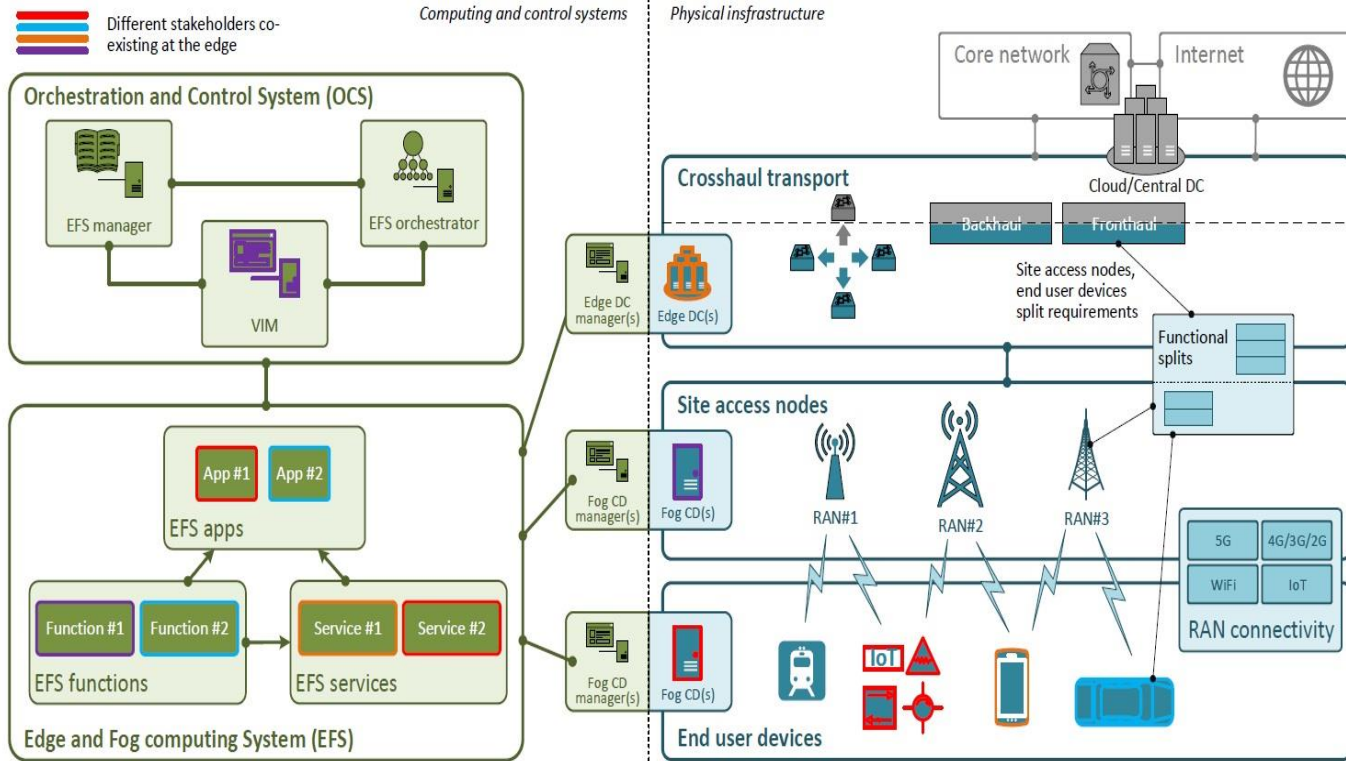 Different stakeholders co-
existing at the edge
Computing and control systems
Physical insfrastructure
Orchestration and Control System (OCS)
EFS manager
EFS orchestrator
VIM
Edge DC
manager(s)
Edge DC(s)
Core network
Internet
Cloud/Central DC
Crosshaul transport
Backhaul
Fronthaul
Site access nodes,
end user devices
split requirements
Functional
splits
Site access nodes
RAN#1
RAN#2
RAN#3
Fog CD
manager(s)
Fog CD(s)
5G
4G/3G/2G
WiFi
IoT
RAN connectivity
App #1
App #2
EFS apps
Function #1
Function #2
EFS functions
Service #1
Service #2
EFS services
Edge and Fog computing System (EFS)
Fog CD
manager(s)
Fog CD(s)
IoT
End user devices